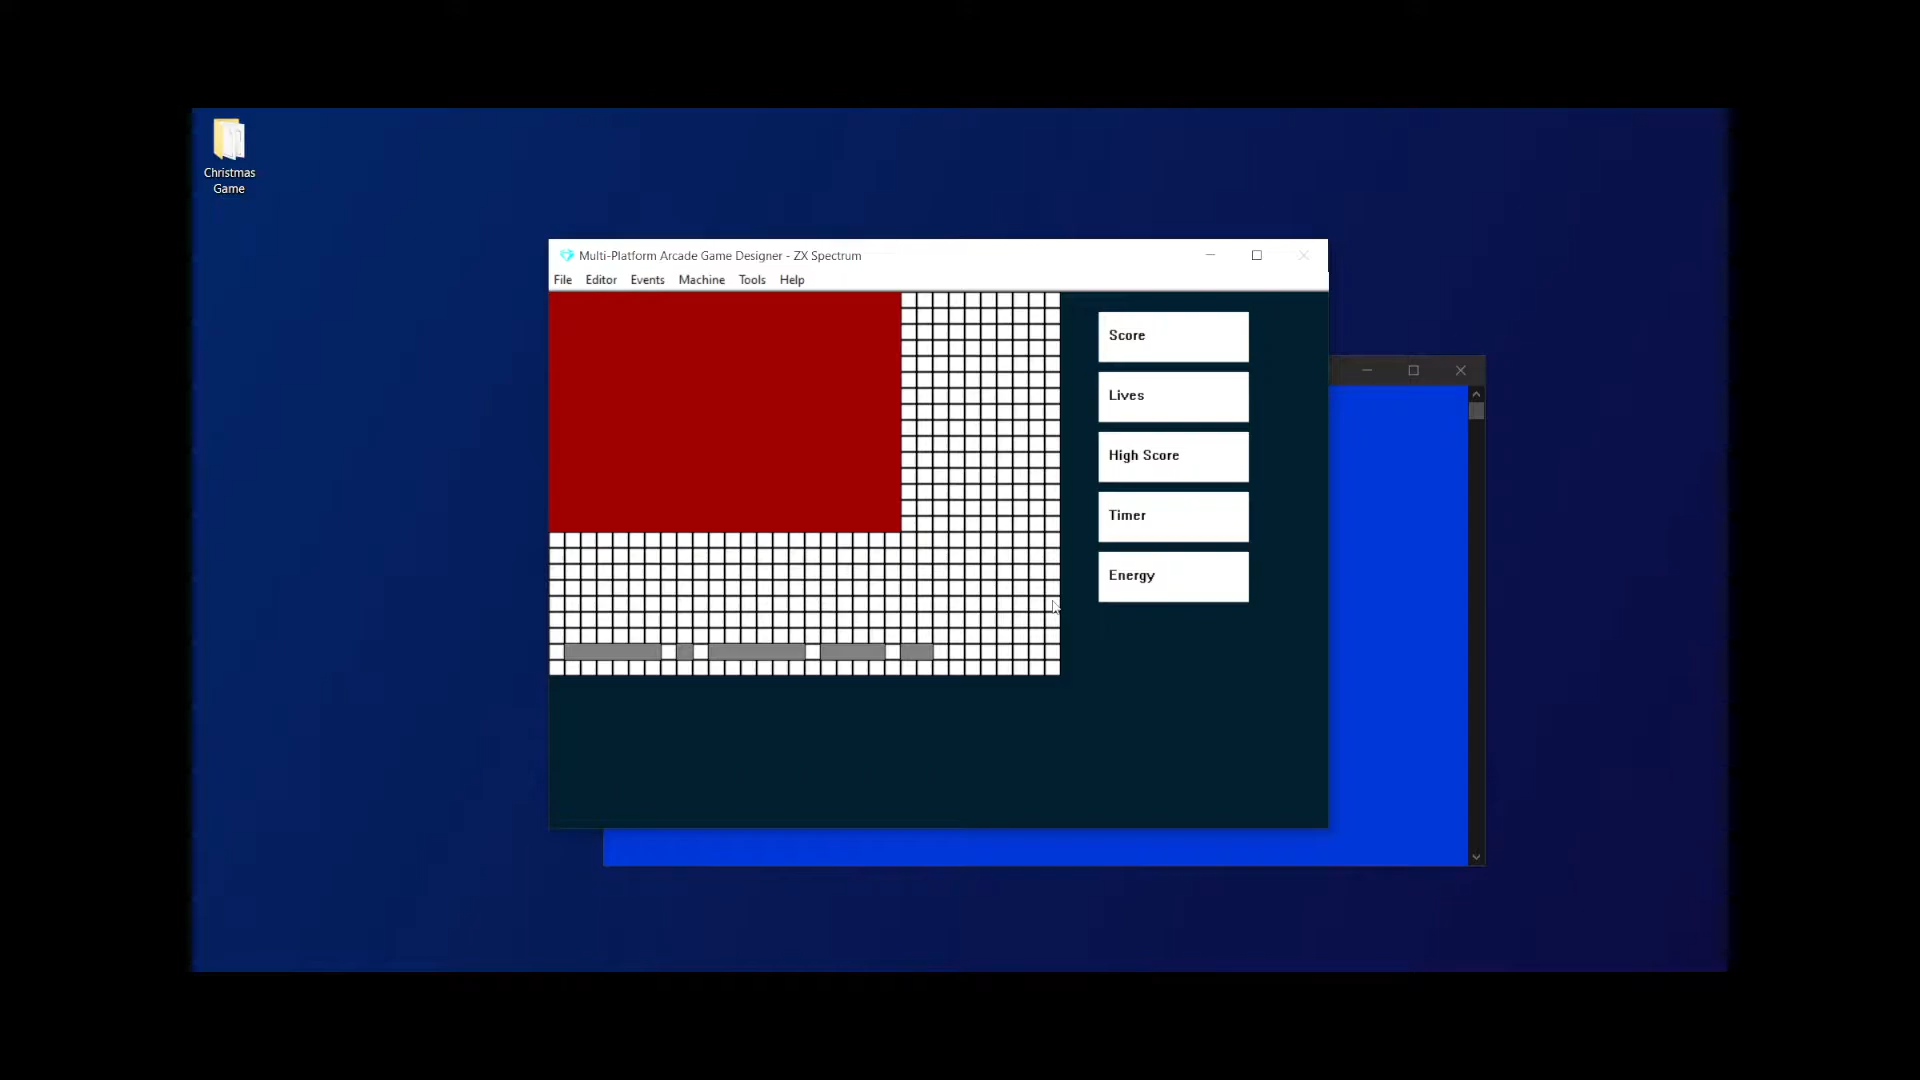 Christmas
Game
Multi-Platform Arcade Game Designer - ZX Spectrum
File Editor Events Machine Tools Help
Score
Lives
High Score
Timer
Energy